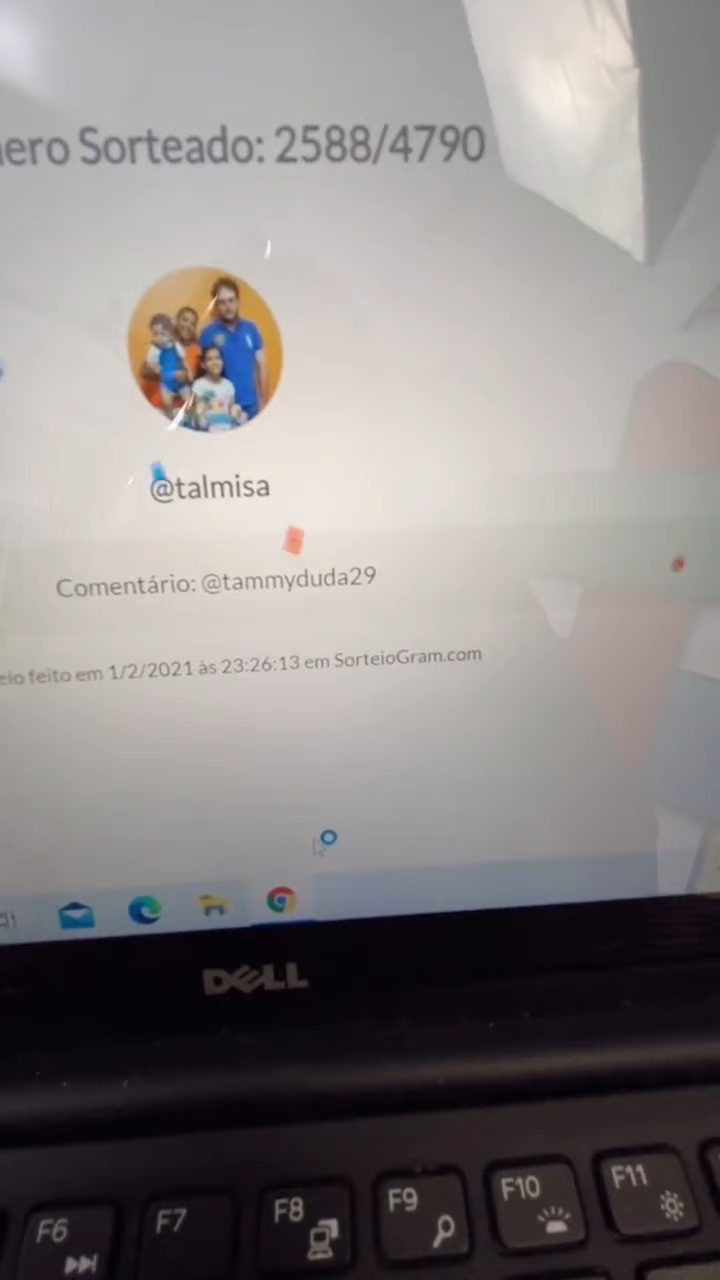 ero Sorteado: 2588/4790
@talmisa
Comentário: @tammyduda29
eio feito em 1/2/2021 às 23:26:13 em SorteioGram.com
DELL
F6
F7
F8
F9
F10
F11